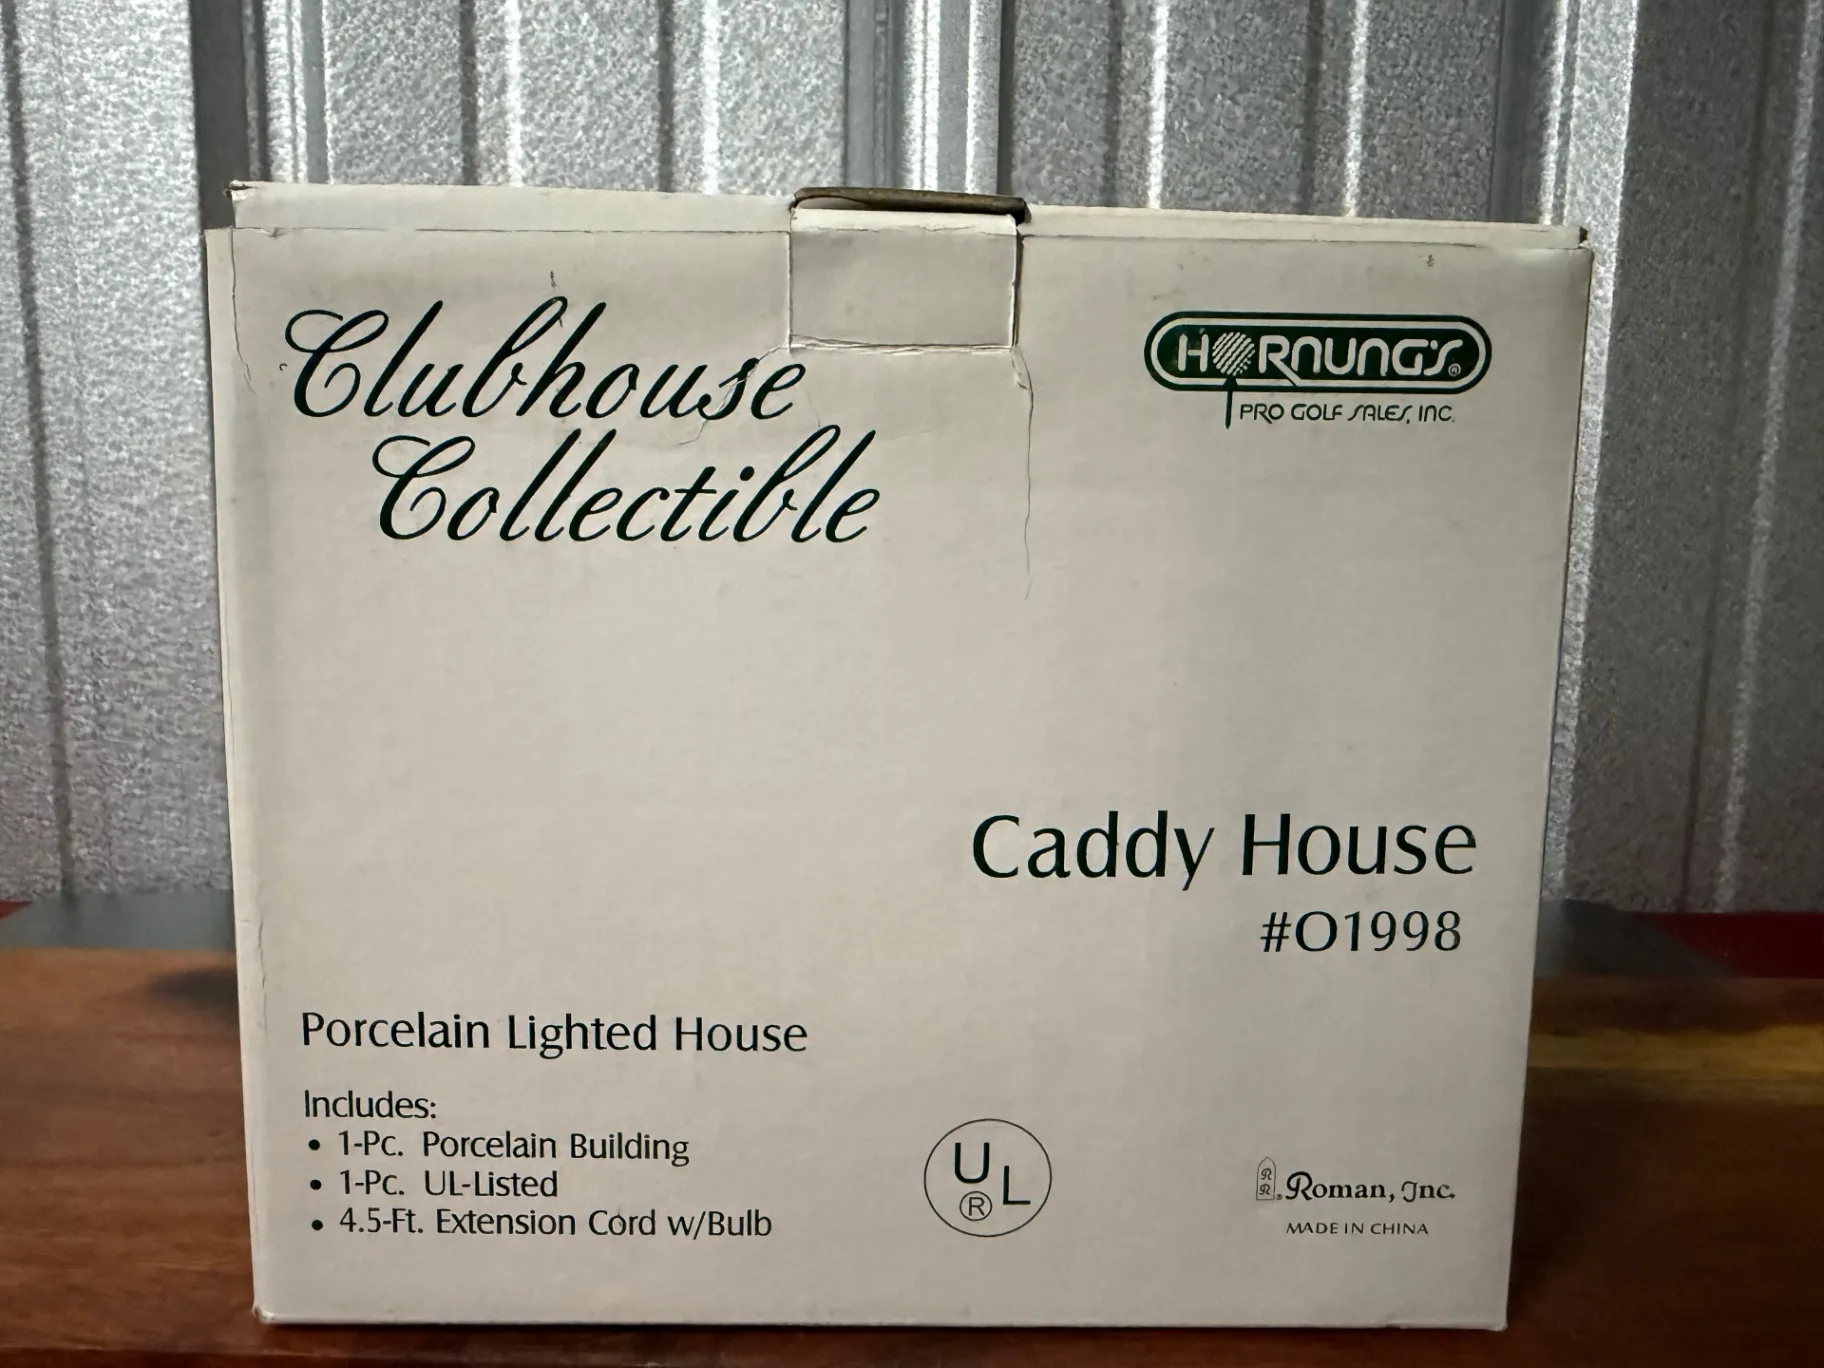 Clubhouse
Collectible
HORNUNG'S®
PRO GOLF SALES, INC.
Caddy House
#O1998
Porcelain Lighted House
Includes:
• 1-Pc. Porcelain Building
• 1-Pc. UL-Listed
• 4.5-Ft. Extension Cord w/Bulb
UL
®
RR® Roman, Inc.
MADE IN CHINA